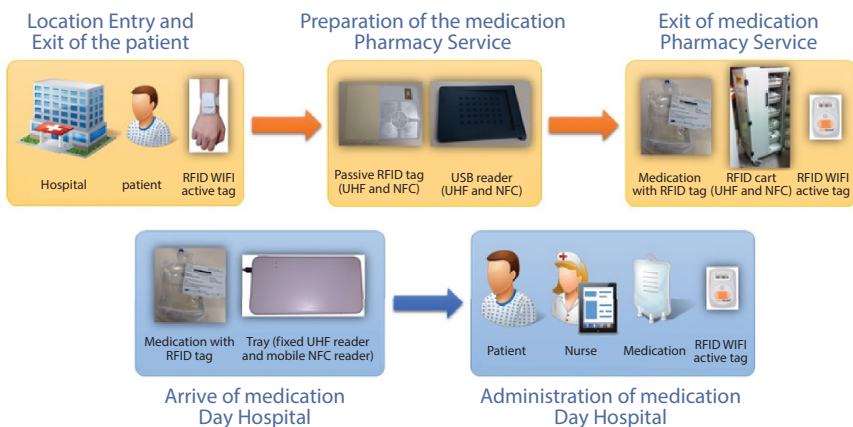 Location Entry and
Exit of the patient
Preparation of the medication
Pharmacy Service
Exit of medication
Pharmacy Service
Hospital
patient
RFID WIFI
active tag
Passive RFID tag
(UHF and NFC)
USB reader
(UHF and NFC)
Medication
with RFID tag
RFID cart
(UHF and NFC)
RFID WIFI
active tag
Medication with
RFID tag
Tray (fixed UHF reader
and mobile NFC reader)
Patient
Nurse
Medication
RFID WIFI
active tag
Arrive of medication
Day Hospital
Administration of medication
Day Hospital